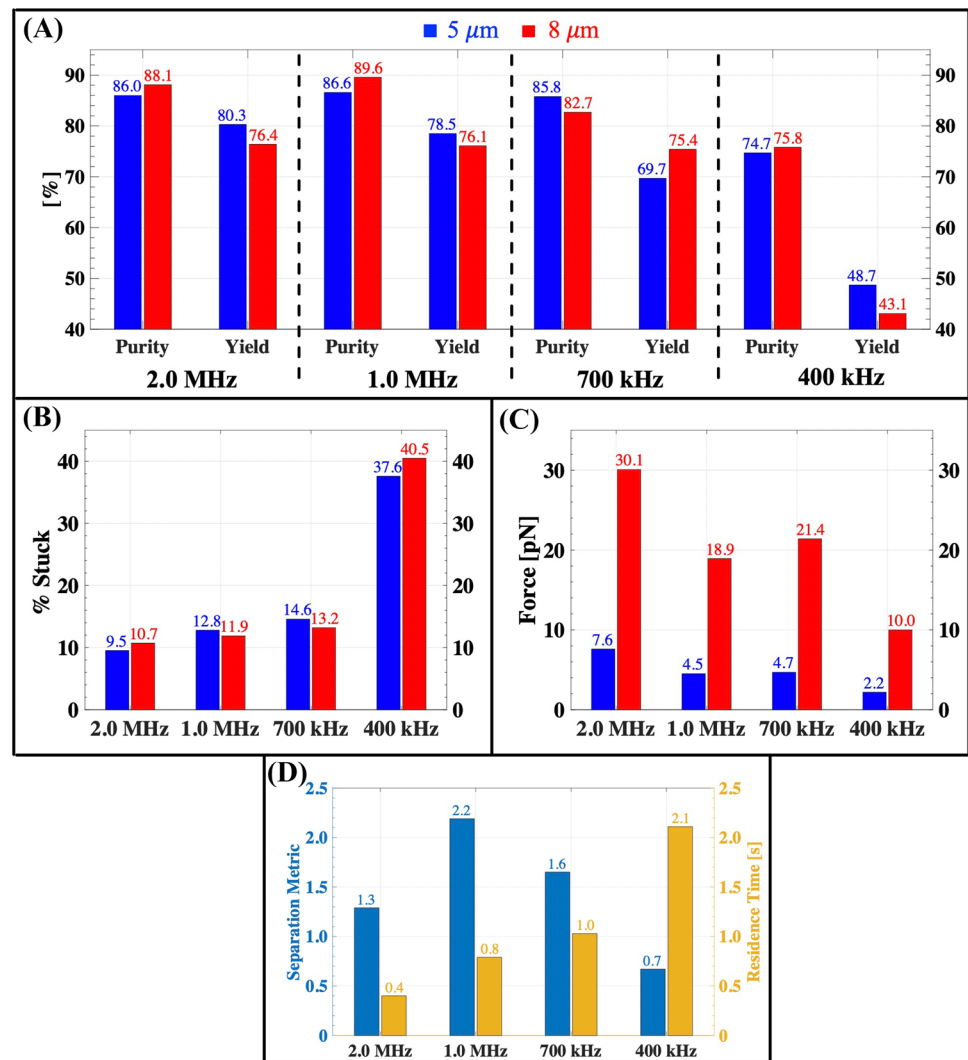 (A)
5 μm 8 μm
90 90
80 80
70 70
60 60
50 50
40 40
[%]
86.0 88.1 80.3 76.4 86.6 89.6 78.5 76.1 85.8 82.7 69.7 75.4 74.7 75.8 48.7 43.1
Purity Yield Purity Yield Purity Yield Purity Yield
2.0 MHz 1.0 MHz 700 kHz 400 kHz
(B)
40 40
30 30
20 20
10 10
0 0
% Stuck
9.5 10.7 12.8 11.9 14.6 13.2 37.6 40.5
2.0 MHz 1.0 MHz 700 kHz 400 kHz
(C)
30 30
20 20
10 10
0 0
Force [pN]
7.6 30.1 4.5 18.9 4.7 21.4 2.2 10.0
2.0 MHz 1.0 MHz 700 kHz 400 kHz
(D)
2.5 2.5
2.0 2.0
1.5 1.5
1.0 1.0
0.5 0.5
0 0
Separation Metric
Residence Time [s]
1.3 0.4 2.2 0.8 1.6 1.0 0.7 2.1
2.0 MHz 1.0 MHz 700 kHz 400 kHz